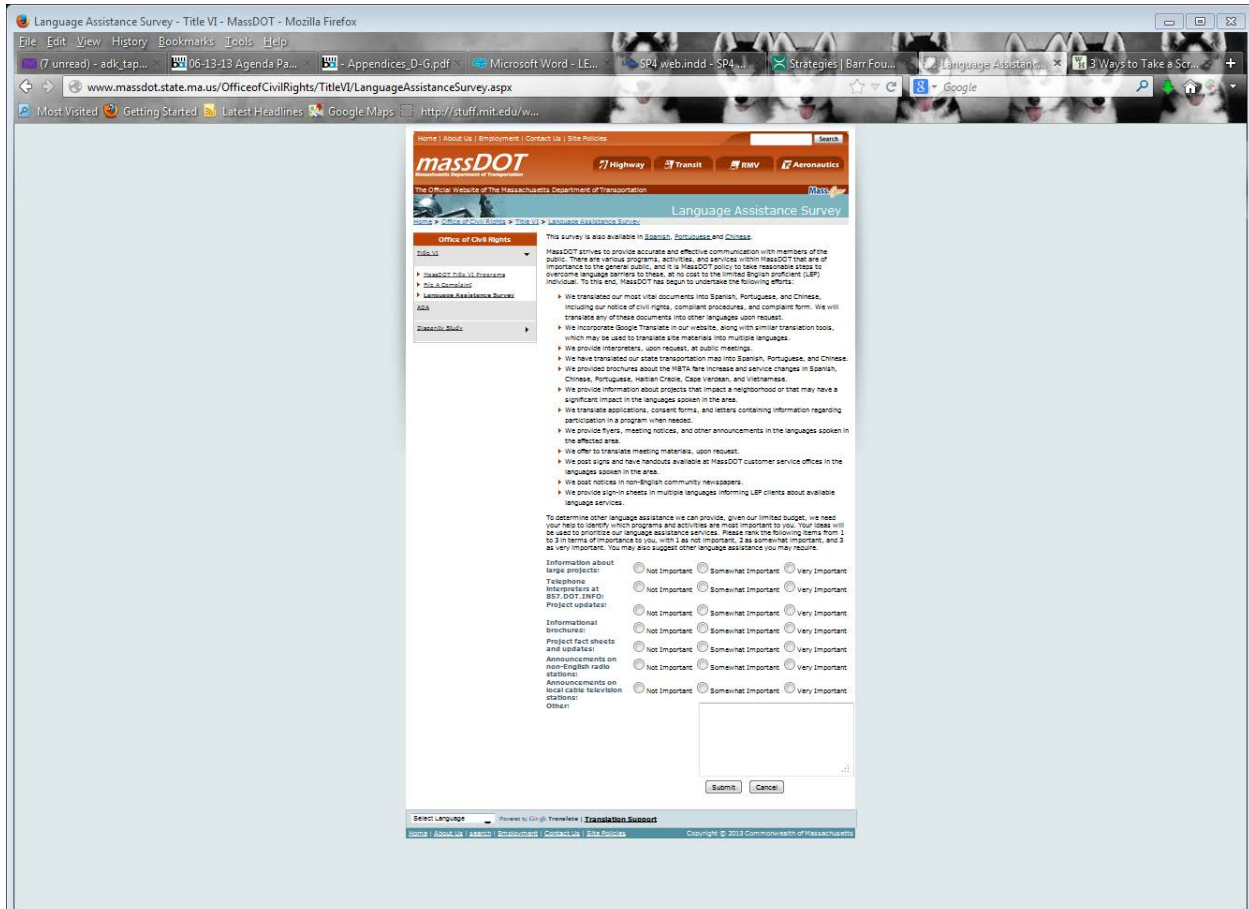 Language Assistance Survey - Title VI - MassDOT - Mozilla Firefox
File Edit View History Bookmarks Tools Help
(7 unread) - adk_tap... 06-13-13 Agenda Pa... - Appendices_D-G.pdf Microsoft Word - LE... SP4 web.indd - SP4 ... Strategies | Barr Fou... Language Assistanc... 3 Ways to Take a Scr...
www.massdot.state.ma.us/OfficeofCivilRights/TitleVI/LanguageAssistanceSurvey.aspx Google
Most Visited Getting Started Latest Headlines Google Maps http://stuff.mit.edu/w...
Home | About Us | Employment | Contact Us | Site Policies Search
massDOT Highway Transit RMV Aeronautics
Massachusetts Department of Transportation
The Official Website of The Massachusetts Department of Transportation Mass.Gov
Language Assistance Survey
Home > Office of Civil Rights > Title VI > Language Assistance Survey
Office of Civil Rights
Title VI
MassDOT Title VI Programs
File A Complaint
Language Assistance Survey
ADA
Disparity Study
This survey is also available in Spanish, Portuguese and Chinese.
MassDOT strives to provide accurate and effective communication with members of the
public. There are various programs, activities, and services within MassDOT that are of
importance to the general public, and it is MassDOT policy to take reasonable steps to
overcome language barriers to these, at no cost to the limited English proficient (LEP)
individual. To this end, MassDOT has begun to undertake the following efforts:
We translated our most vital documents into Spanish, Portuguese, and Chinese,
including our notice of civil rights, compliant procedures, and complaint form. We will
translate any of these documents into other languages upon request.
We incorporate Google Translate in our website, along with similar translation tools,
which may be used to translate site materials into multiple languages.
We provide interpreters, upon request, at public meetings.
We have translated our state transportation map into Spanish, Portuguese, and Chinese.
We provided brochures about the MBTA fare increase and service changes in Spanish,
Chinese, Portuguese, Haitian Creole, Cape Verdean, and Vietnamese.
We provide information about projects that impact a neighborhood or that may have a
significant impact in the languages spoken in the area.
We translate applications, consent forms, and letters containing information regarding
participation in a program when needed.
We provide flyers, meeting notices, and other announcements in the languages spoken in
the affected area.
We offer to translate meeting materials, upon request.
We post signs and have handouts available at MassDOT customer service offices in the
languages spoken in the area.
We post notices in non-English community newspapers.
We provide sign-in sheets in multiple languages informing LEP clients about available
language services.
To determine other language assistance we can provide, given our limited budget, we need
your help to identify which programs and activities are most important to you. Your ideas will
be used to prioritize our language assistance services. Please rank the following items from 1
to 3 in terms of importance to you, with 1 as not important, 2 as somewhat important, and 3
as very important. You may also suggest other language assistance you may require.
Information about
large projects: Not Important Somewhat Important Very Important
Telephone
Interpreters at
857.DOT.INFO: Not Important Somewhat Important Very Important
Project updates: Not Important Somewhat Important Very Important
Informational
brochures: Not Important Somewhat Important Very Important
Project fact sheets
and updates: Not Important Somewhat Important Very Important
Announcements on
non-English radio
stations: Not Important Somewhat Important Very Important
Announcements on
local cable television
stations: Not Important Somewhat Important Very Important
Other:
Submit Cancel
Select Language Powered by Google Translate | Translation Support
Home | About Us | search | Employment | Contact Us | Site Policies Copyright © 2013 Commonwealth of Massachusetts